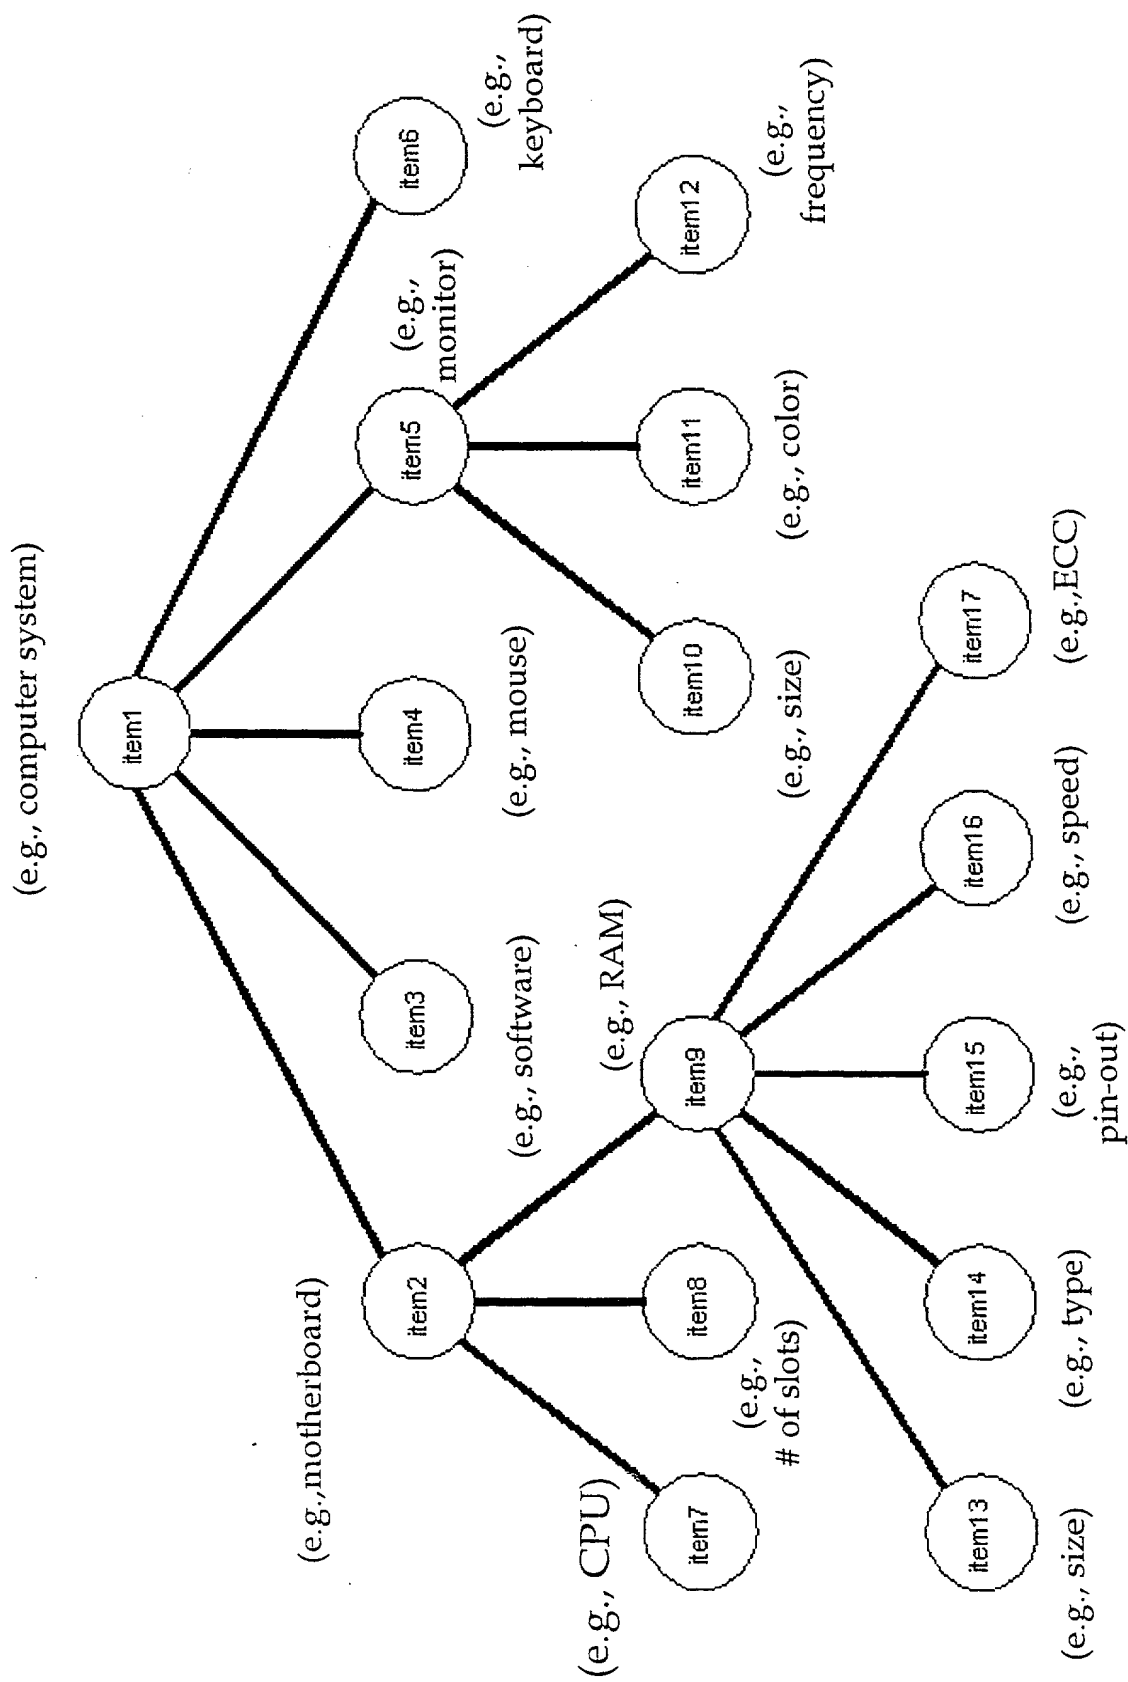 (e.g., computer system)
item1
(e.g.,motherboard)
item2
item3
(e.g., software)
item4
(e.g., mouse)
item5
(e.g.,
monitor)
item6
(e.g.,
keyboard)
(e.g., CPU)
item7
item8
(e.g.,
# of slots)
(e.g., RAM)
item9
item10
(e.g., size)
item11
(e.g., color)
item12
(e.g.,
frequency)
item13
(e.g., size)
item14
(e.g., type)
item15
(e.g.,
pin-out)
item16
(e.g., speed)
item17
(e.g.,ECC)